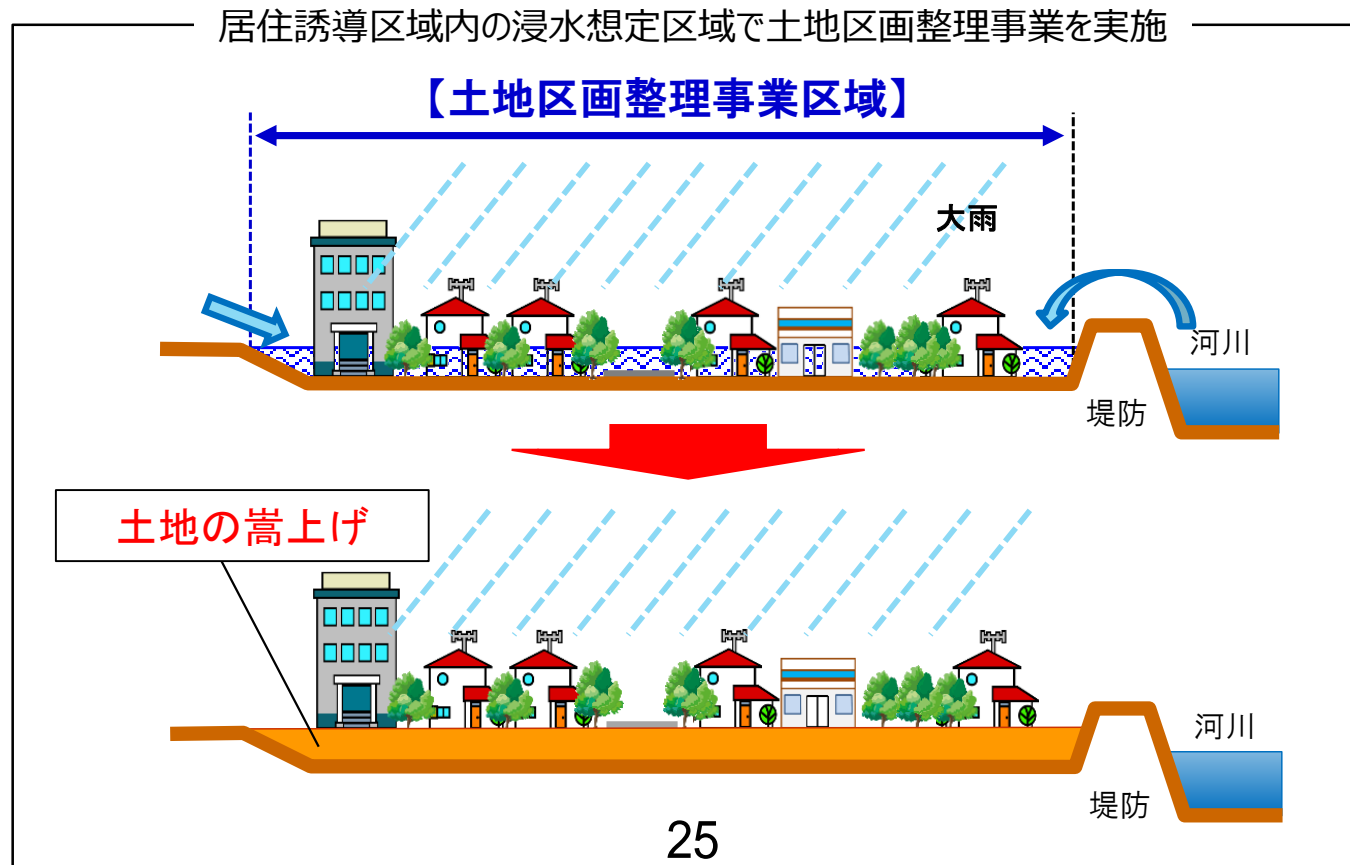 居住誘導区域内の浸水想定区域で土地区画整理事業を実施
【土地区画整理事業区域】
大雨
河川
堤防
土地の嵩上げ
河川
堤防
25